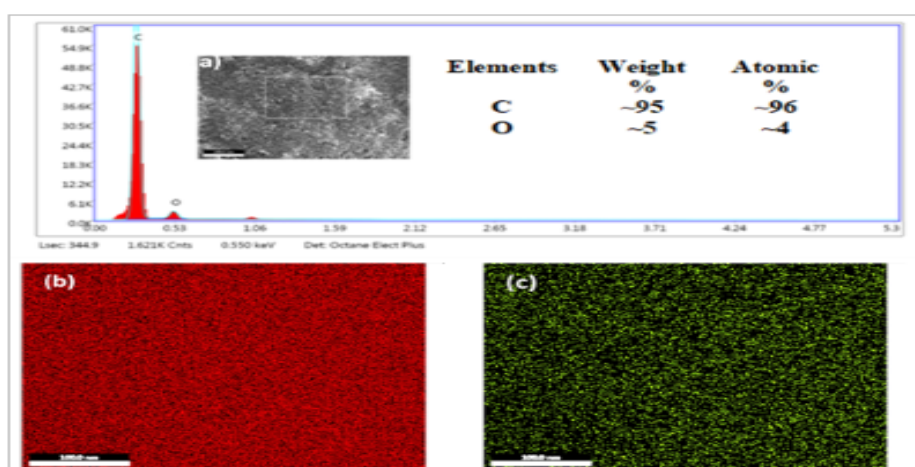 61.0K
54.9K
48.8K
42.7K
36.6K
30.5K
24.4K
18.3K
12.2K
6.1K
0.0K
C
O
a)
Elements Weight % Atomic %
C ~95 ~96
O ~5 ~4
0.00 0.53 1.06 1.59 2.12 2.65 3.18 3.71 4.24 4.77 5.3
Lsec: 344.9 1.621K Cnts 0.550 keV Det: Octane Elect Plus
(b) (c)